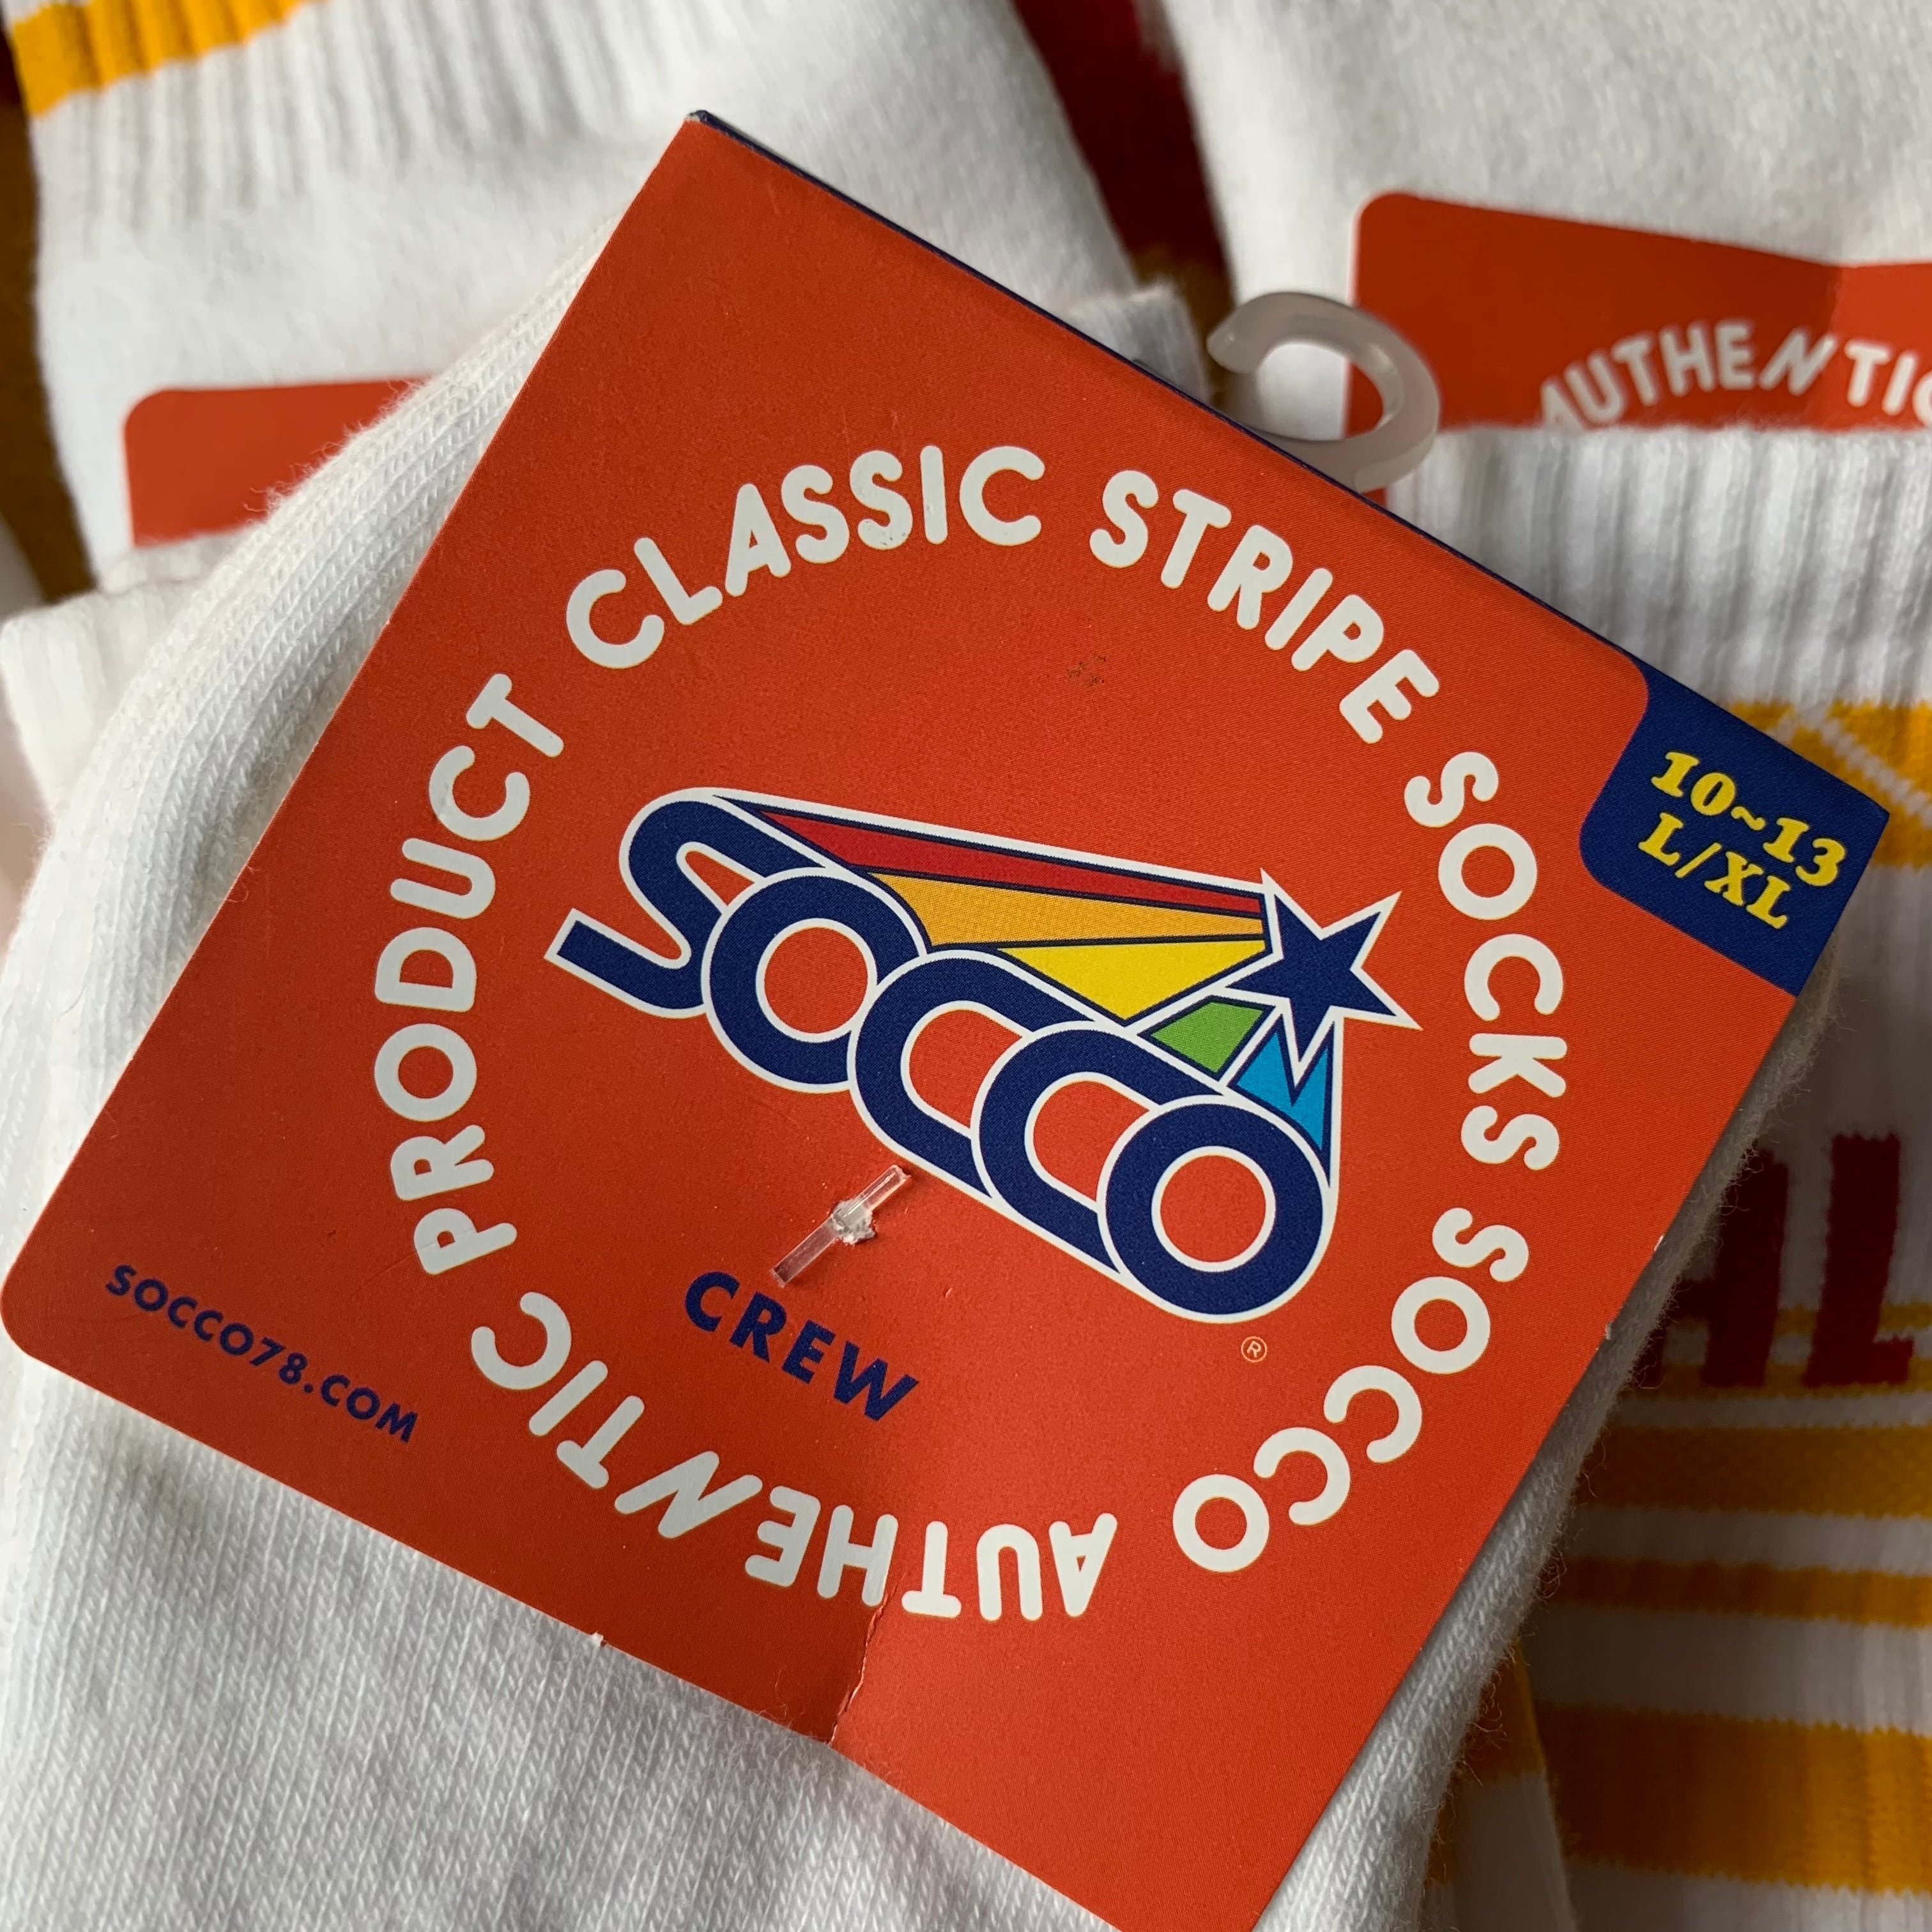 CLASSIC STRIPE SOCKS SOCCO AUTHENTIC PRODUCT
10~13
L/XL
SOCCO
®
CREW
SOCCO78.COM
AUTHENTIC